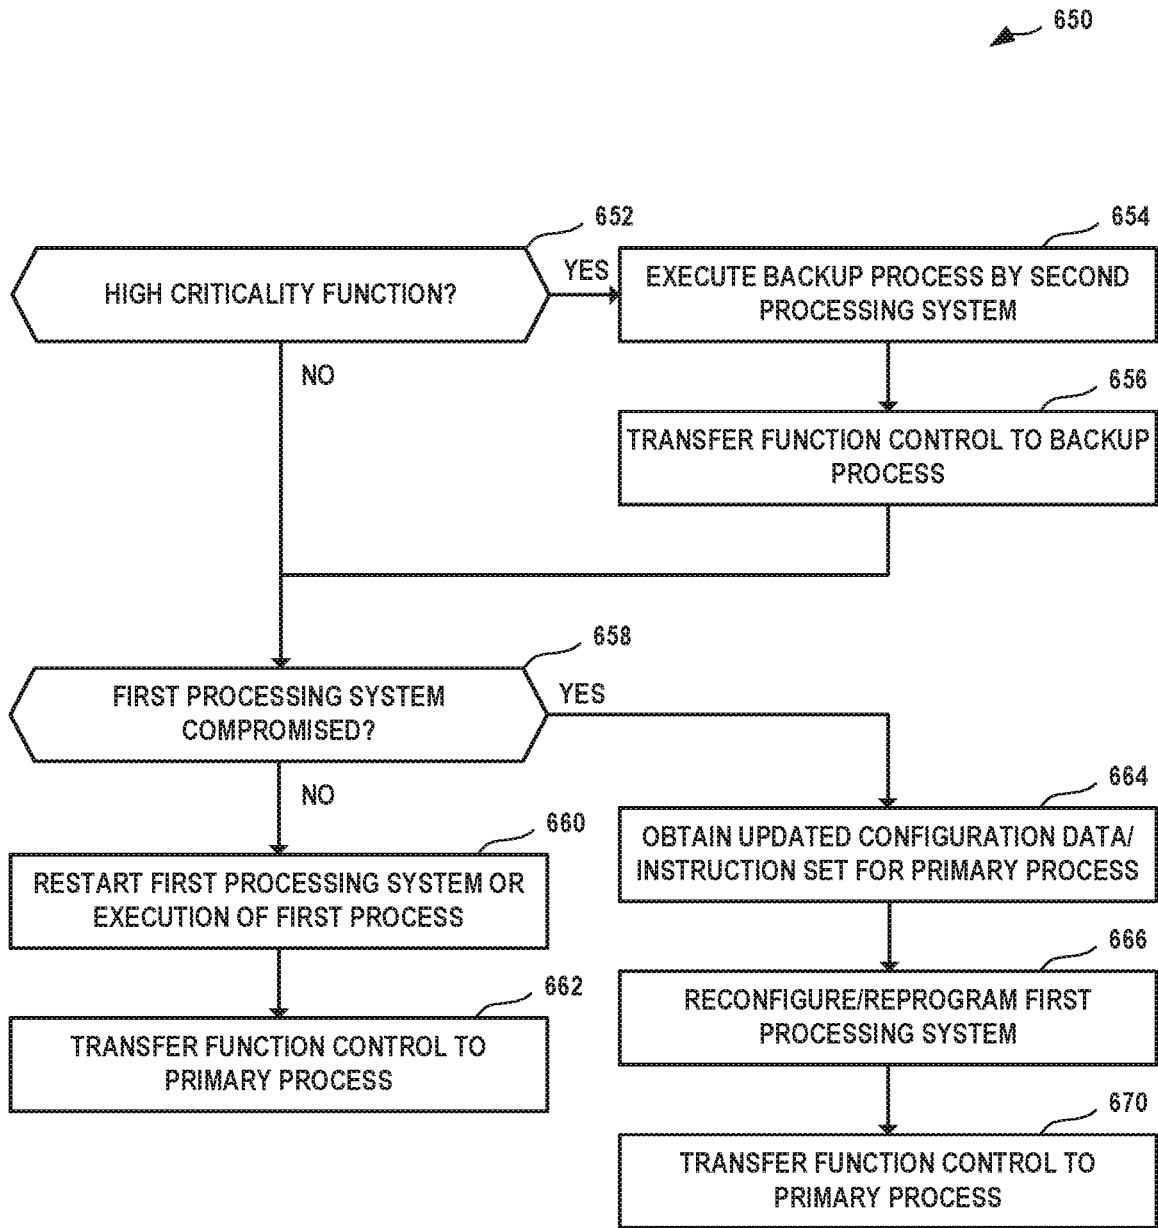 650
652
HIGH CRITICALITY FUNCTION?
YES
654
EXECUTE BACKUP PROCESS BY SECOND
PROCESSING SYSTEM
NO
656
TRANSFER FUNCTION CONTROL TO BACKUP
PROCESS
658
FIRST PROCESSING SYSTEM
COMPROMISED?
YES
NO
660
RESTART FIRST PROCESSING SYSTEM OR
EXECUTION OF FIRST PROCESS
662
TRANSFER FUNCTION CONTROL TO
PRIMARY PROCESS
664
OBTAIN UPDATED CONFIGURATION DATA/
INSTRUCTION SET FOR PRIMARY PROCESS
666
RECONFIGURE/REPROGRAM FIRST
PROCESSING SYSTEM
670
TRANSFER FUNCTION CONTROL TO
PRIMARY PROCESS